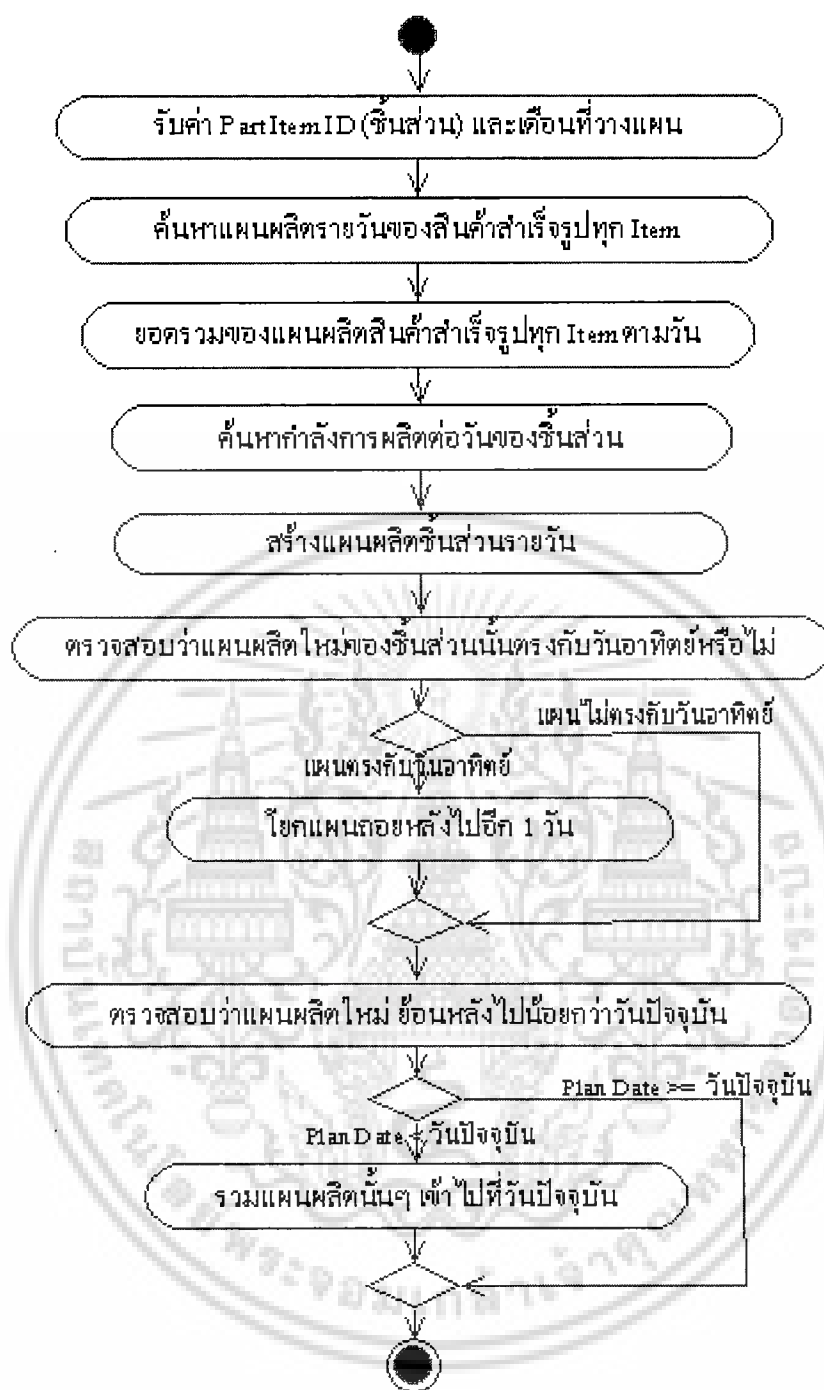 รับค่า PartItemID (ชิ้นส่วน) และเดือนที่วางแผน
ค้นหาแผนผลิตรายวันของสินค้าสำเร็จรูปทุก Item
ยอดรวมของแผนผลิตสินค้าสำเร็จรูปทุก Item ตามวัน
ค้นหากำลังการผลิตต่อวันของชิ้นส่วน
สร้างแผนผลิตชิ้นส่วนรายวัน
ตรวจสอบว่าแผนผลิตใหม่ของชิ้นส่วนนั้นตรงกับวันอาทิตย์หรือไม่
แผนไม่ตรงกับวันอาทิตย์
แผนตรงกับวันอาทิตย์
โยกแผนถอยหลังไปอีก 1 วัน
ตรวจสอบว่าแผนผลิตใหม่ ย้อนหลังไปน้อยกว่าวันปัจจุบัน
Plan Date >= วันปัจจุบัน
Plan Date < วันปัจจุบัน
รวมแผนผลิตนั้นๆ เข้าไปที่วันปัจจุบัน